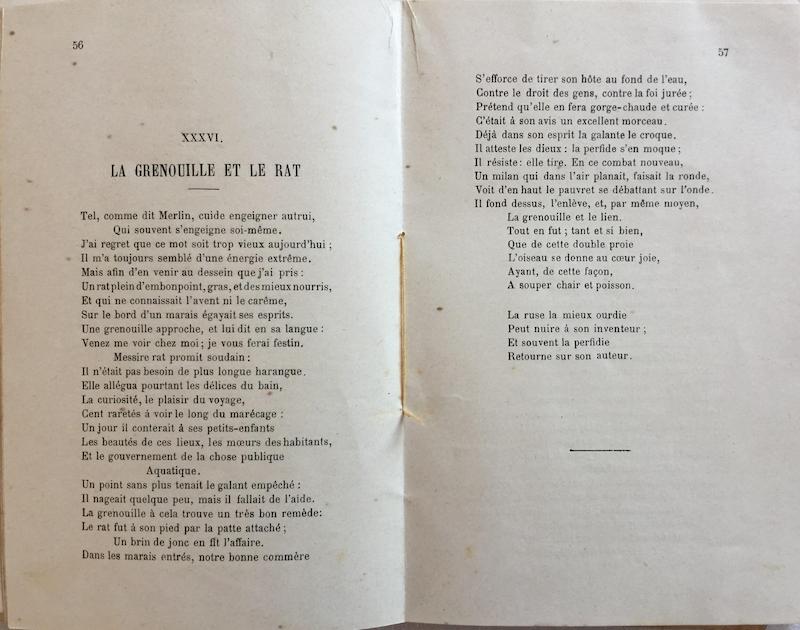 56
XXXVI.
LA GRENOUILLE ET LE RAT
Tel, comme dit Merlin, cuide engeigner autrui,
Qui souvent s'engeigne soi-même.
J'ai regret que ce mot soit trop vieux aujourd'hui ;
Il m'a toujours semblé d'une énergie extrême.
Mais afin d'en venir au dessein que j'ai pris :
Un rat plein d'embonpoint, gras, et des mieux nourris,
Et qui ne connaissait l'avent ni le carême,
Sur le bord d'un marais égayait ses esprits.
Une grenouille approche, et lui dit en sa langue :
Venez me voir chez moi ; je vous ferai festin.
Messire rat promit soudain :
Il n'était pas besoin de plus longue harangue.
Elle allégua pourtant les délices du bain,
La curiosité, le plaisir du voyage,
Cent raretés à voir le long du marécage :
Un jour il conterait à ses petits-enfants
Les beautés de ces lieux, les mœurs des habitants,
Et le gouvernement de la chose publique
Aquatique.
Un point sans plus tenait le galant empêché :
Il nageait quelque peu, mais il fallait de l'aide.
La grenouille à cela trouve un très bon remède:
Le rat fut à son pied par la patte attaché ;
Un brin de jonc en fît l'affaire.
Dans les marais entrés, notre bonne commère
57
S'efforce de tirer son hôte au fond de l'eau,
Contre le droit des gens, contre la foi jurée ;
Prétend qu'elle en fera gorge-chaude et curée :
C'était à son avis un excellent morceau.
Déjà dans son esprit la galante le croque.
Il atteste les dieux : la perfide s'en moque ;
Il résiste: elle tire. En ce combat nouveau,
Un milan qui dans l'air planait, faisait la ronde,
Voit d'en haut le pauvret se débattant sur l'onde.
Il fond dessus, l'enlève, et, par même moyen,
La grenouille et le lien.
Tout en fut ; tant et si bien,
Que de cette double proie
L'oiseau se donne au cœur joie,
Ayant, de cette façon,
A souper chair et poisson.
La ruse la mieux ourdie
Peut nuire à son inventeur ;
Et souvent la perfidie
Retourne sur son auteur.